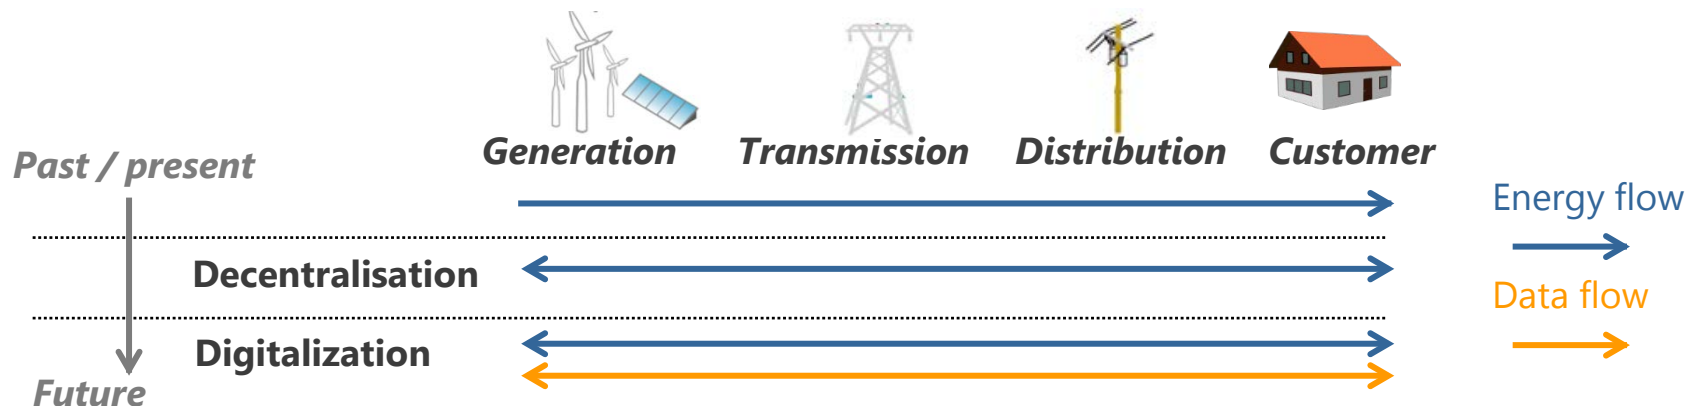 Generation Transmission Distribution Customer
Past / present
Energy flow
Decentralisation
Data flow
Digitalization
Future